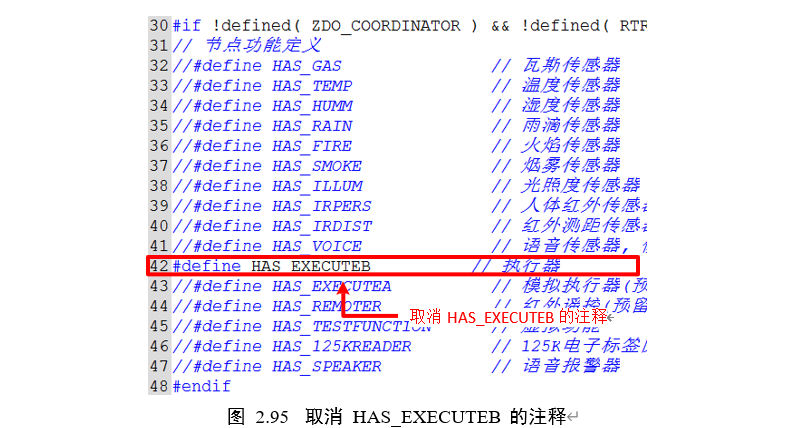 30 #if !defined( ZDO_COORDINATOR ) && !defined( RTR
31 // 节点功能定义
32 //#define HAS_GAS // 瓦斯传感器
33 //#define HAS_TEMP // 温度传感器
34 //#define HAS_HUMM // 湿度传感器
35 //#define HAS_RAIN // 雨滴传感器
36 //#define HAS_FIRE // 火焰传感器
37 //#define HAS_SMOKE // 烟雾传感器
38 //#define HAS_ILLUM // 光照度传感器
39 //#define HAS_IRPERS // 人体红外传感
40 //#define HAS_IRDIST // 红外测距传感
41 //#define HAS_VOICE // 语音传感器,
42 #define HAS_EXECUTEB // 执行器
43 //#define HAS_EXECUTEA // 模拟执行器(预
44 //#define HAS_REMOTER // 红外遥控(预留
取消 HAS_EXECUTEB 的注释
45 //#define HAS_TESTFUNCTION // 虚拟功能
46 //#define HAS_125KREADER // 125K电子标签
47 //#define HAS_SPEAKER // 语音报警器
48 #endif
图 2.95 取消 HAS_EXECUTEB 的注释